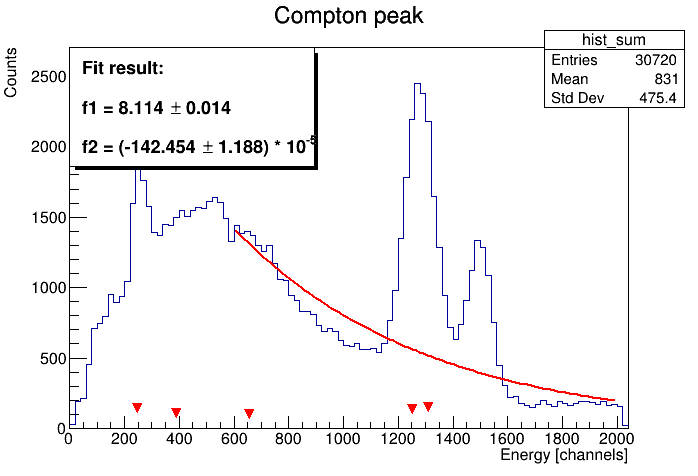 Compton peak
hist_sum
Entries 30720
Mean 831
Std Dev 475.4
Fit result:
f1 = 8.114 ± 0.014
f2 = (-142.454 ± 1.188) * 10^-5
Counts
2500
2000
1500
1000
500
0
0 200 400 600 800 1000 1200 1400 1600 1800 2000
Energy [channels]